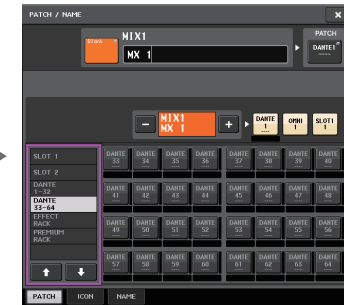 PATCH / NAME
Blank
MIX1
MX 1
PATCH
DANTE1
MIX1
MX 1
DANTE 1
OMNI 1
SLOT1 1
SLOT 1
SLOT 2
DANTE 1-32
DANTE 33-64
EFFECT RACK
PREMIUM RACK
DANTE 33 DANTE 34 DANTE 35 DANTE 36 DANTE 37 DANTE 38 DANTE 39 DANTE 40
DANTE 41 DANTE 42 DANTE 43 DANTE 44 DANTE 45 DANTE 46 DANTE 47 DANTE 48
DANTE 49 DANTE 50 DANTE 51 DANTE 52 DANTE 53 DANTE 54 DANTE 55 DANTE 56
DANTE 57 DANTE 58 DANTE 59 DANTE 60 DANTE 61 DANTE 62 DANTE 63 DANTE 64
PATCH ICON NAME